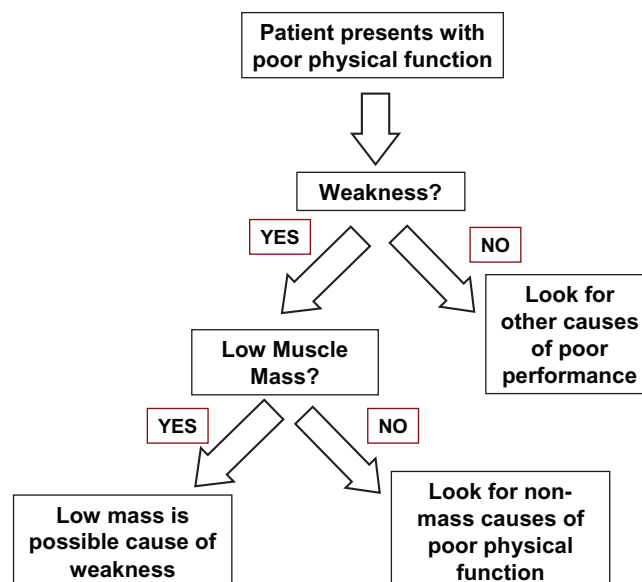 Patient presents with
poor physical function
Weakness?
YES
NO
Look for
other causes
of poor
performance
Low Muscle
Mass?
YES
NO
Low mass is
possible cause of
weakness
Look for non-
mass causes of
poor physical
function